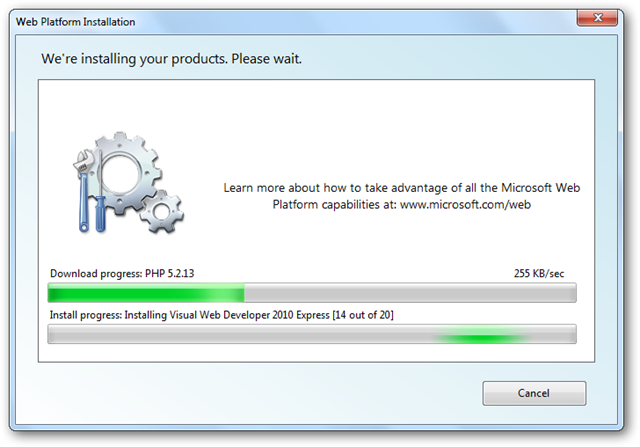 Web Platform Installation
We're installing your products. Please wait.
Learn more about how to take advantage of all the Microsoft Web
Platform capabilities at: www.microsoft.com/web
Download progress: PHP 5.2.13 255 KB/sec
Install progress: Installing Visual Web Developer 2010 Express [14 out of 20]
Cancel